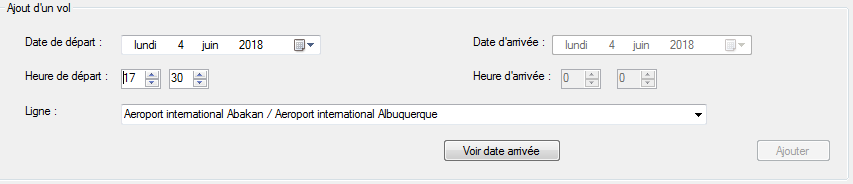 Ajout d'un vol
Date de départ : lundi 4 juin 2018 Date d'arrivée : lundi 4 juin 2018
Heure de départ : 17 30 Heure d'arrivée : 0 0
Ligne : Aeroport international Abakan / Aeroport international Albuquerque
Voir date arrivée Ajouter